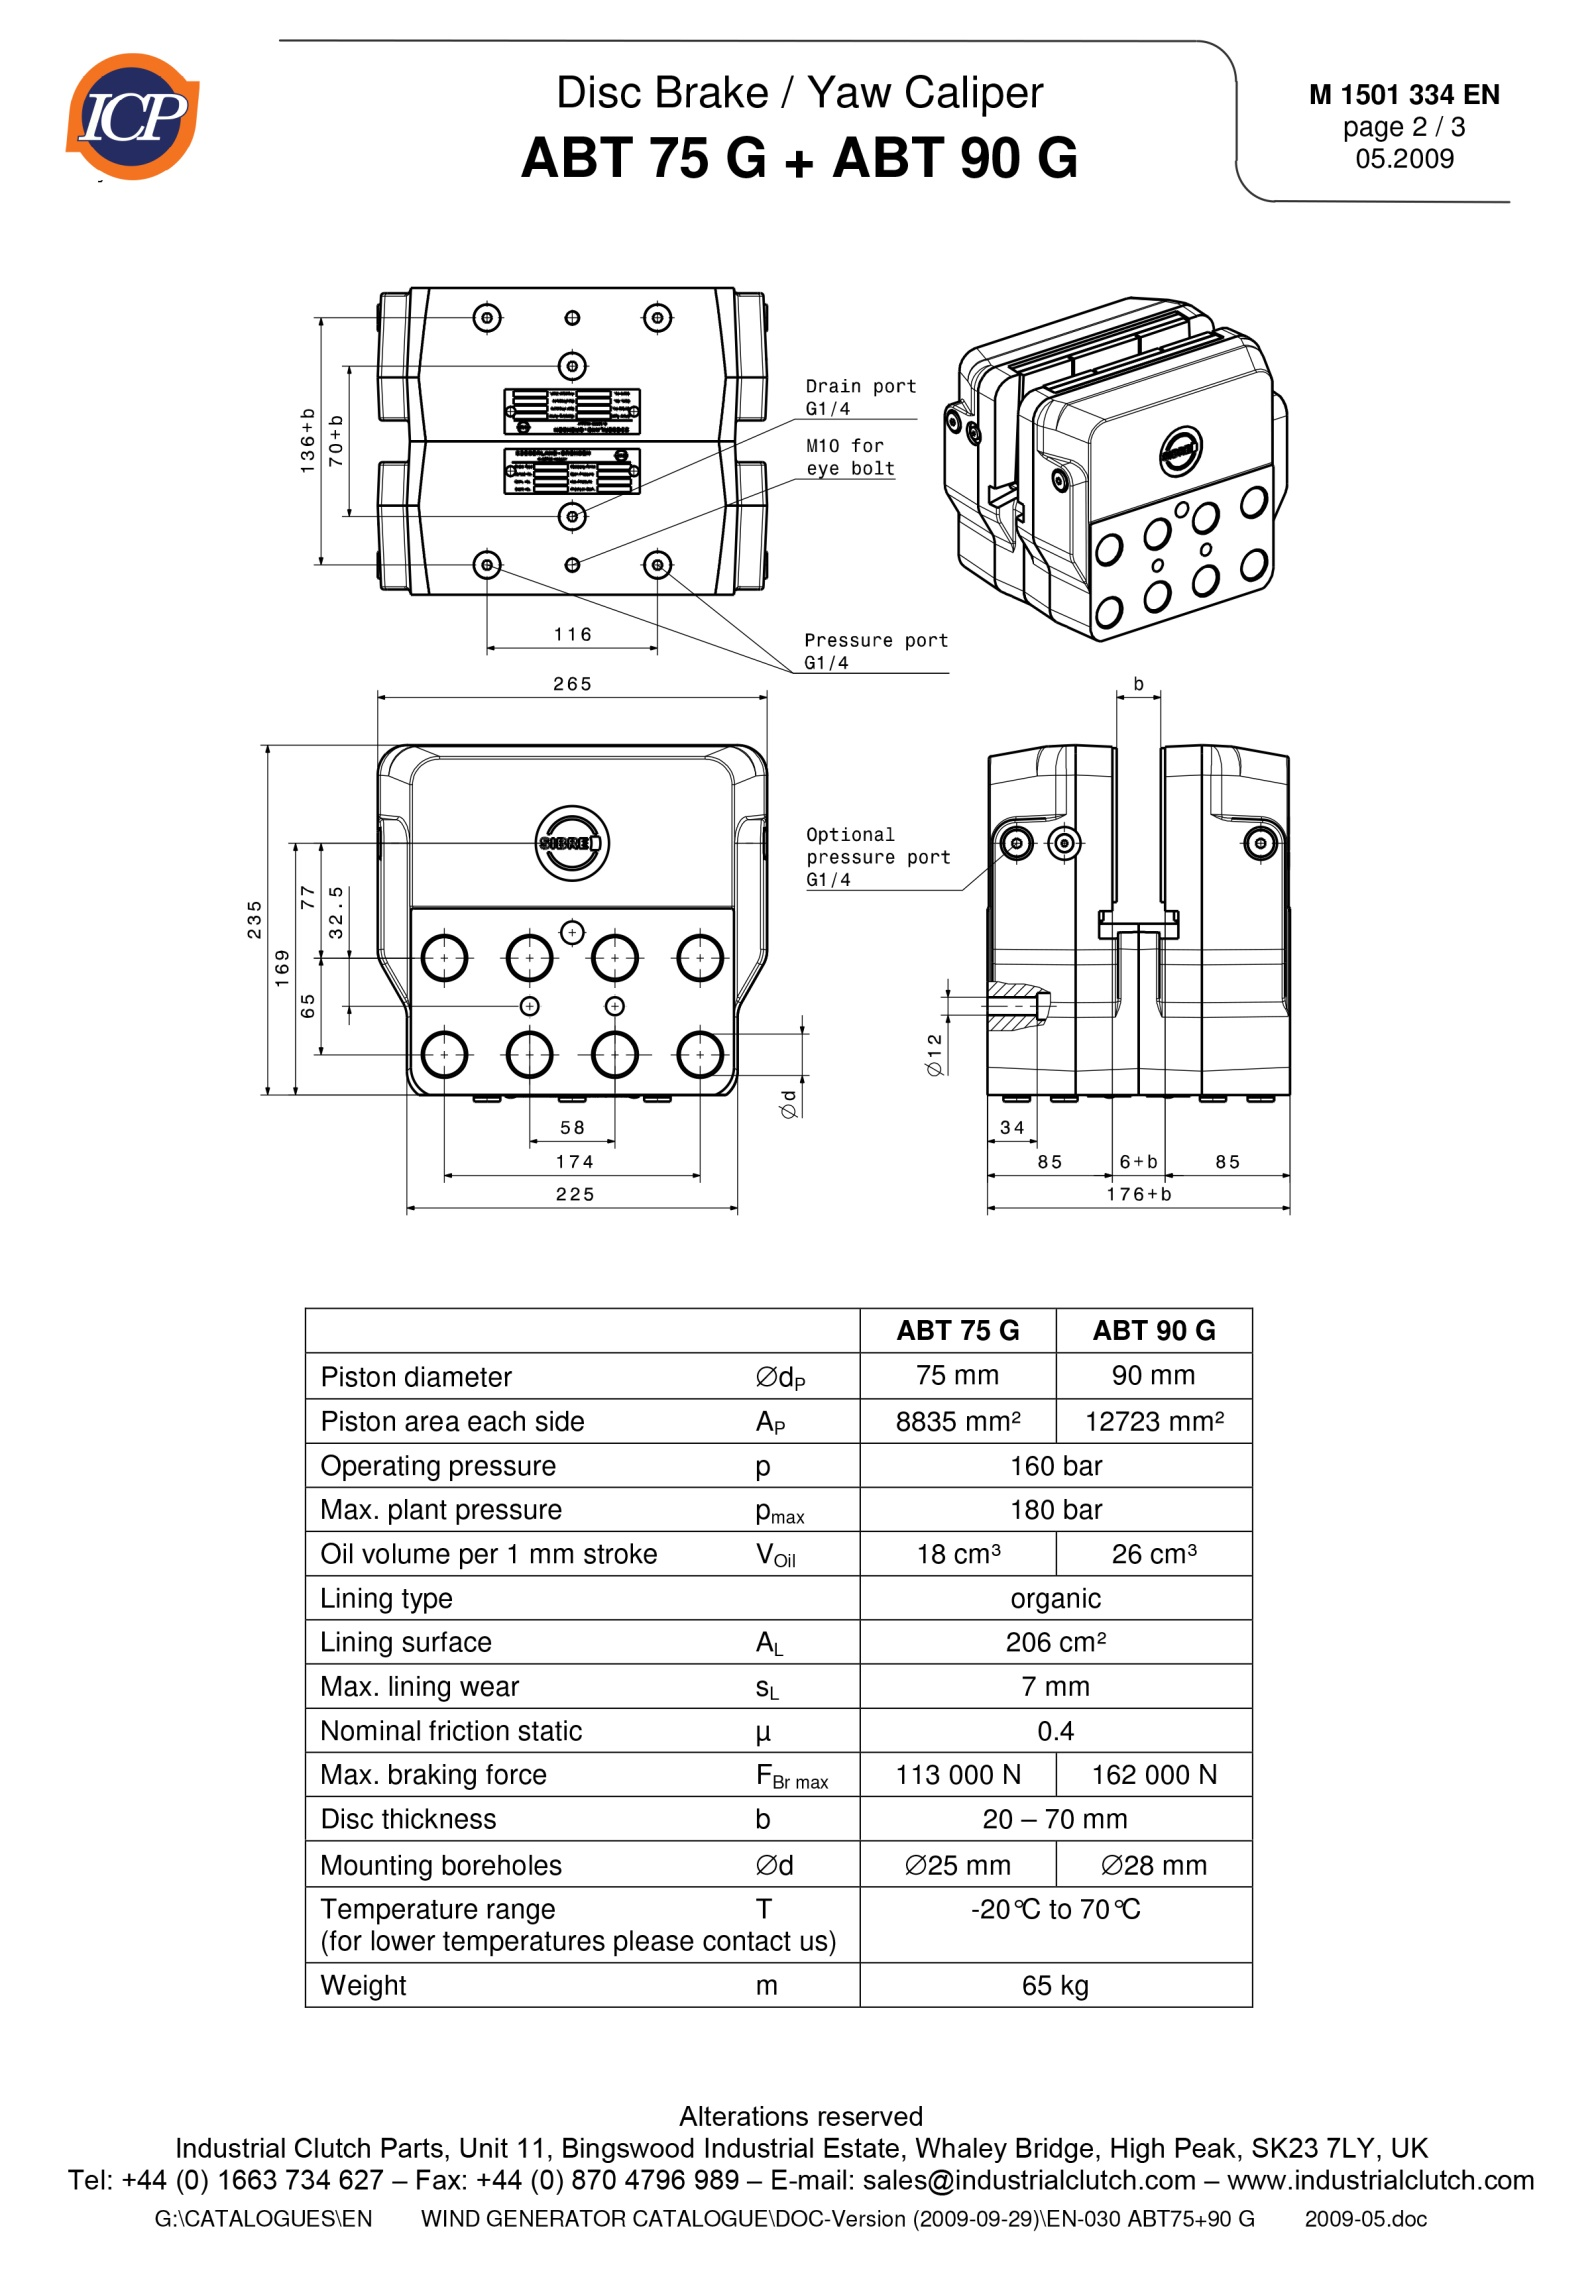 ICP
Disc Brake / Yaw Caliper
ABT 75 G + ABT 90 G
M 1501 334 EN
page 2 / 3
05.2009
136+b
70+b
Drain port
G1/4
M10 for
eye bolt
116
Pressure port
G1/4
SIBRE
265
b
235
169
77
32.5
65
SIBRE
Optional
pressure port
G1/4
Ød
Ø12
58
174
225
34
85
6+b
85
176+b
ABT 75 G ABT 90 G
Piston diameter ∅dP 75 mm 90 mm
Piston area each side AP 8835 mm² 12723 mm²
Operating pressure p 160 bar
Max. plant pressure pmax 180 bar
Oil volume per 1 mm stroke VOil 18 cm³ 26 cm³
Lining type organic
Lining surface AL 206 cm²
Max. lining wear sL 7 mm
Nominal friction static µ 0.4
Max. braking force FBr max 113 000 N 162 000 N
Disc thickness b 20 – 70 mm
Mounting boreholes ∅d ∅25 mm ∅28 mm
Temperature range T -20°C to 70°C
(for lower temperatures please contact us)
Weight m 65 kg
Alterations reserved
Industrial Clutch Parts, Unit 11, Bingswood Industrial Estate, Whaley Bridge, High Peak, SK23 7LY, UK
Tel: +44 (0) 1663 734 627 – Fax: +44 (0) 870 4796 989 – E-mail: sales@industrialclutch.com – www.industrialclutch.com
G:\CATALOGUES\EN WIND GENERATOR CATALOGUE\DOC-Version (2009-09-29)\EN-030 ABT75+90 G 2009-05.doc